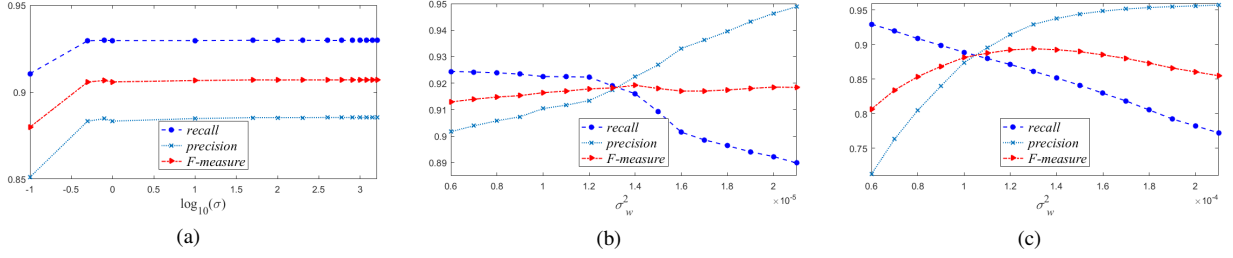 0.95
0.9
0.85
-1
-0.5
0
0.5
1
1.5
2
2.5
3
log10(σ)
recall
precision
F-measure
(a)
0.95
0.94
0.93
0.92
0.91
0.9
0.89
0.6
0.8
1
1.2
1.4
1.6
1.8
2
×10-5
σ2w
recall
precision
F-measure
(b)
0.95
0.9
0.85
0.8
0.75
0.6
0.8
1
1.2
1.4
1.6
1.8
2
×10-4
σ2w
recall
precision
F-measure
(c)